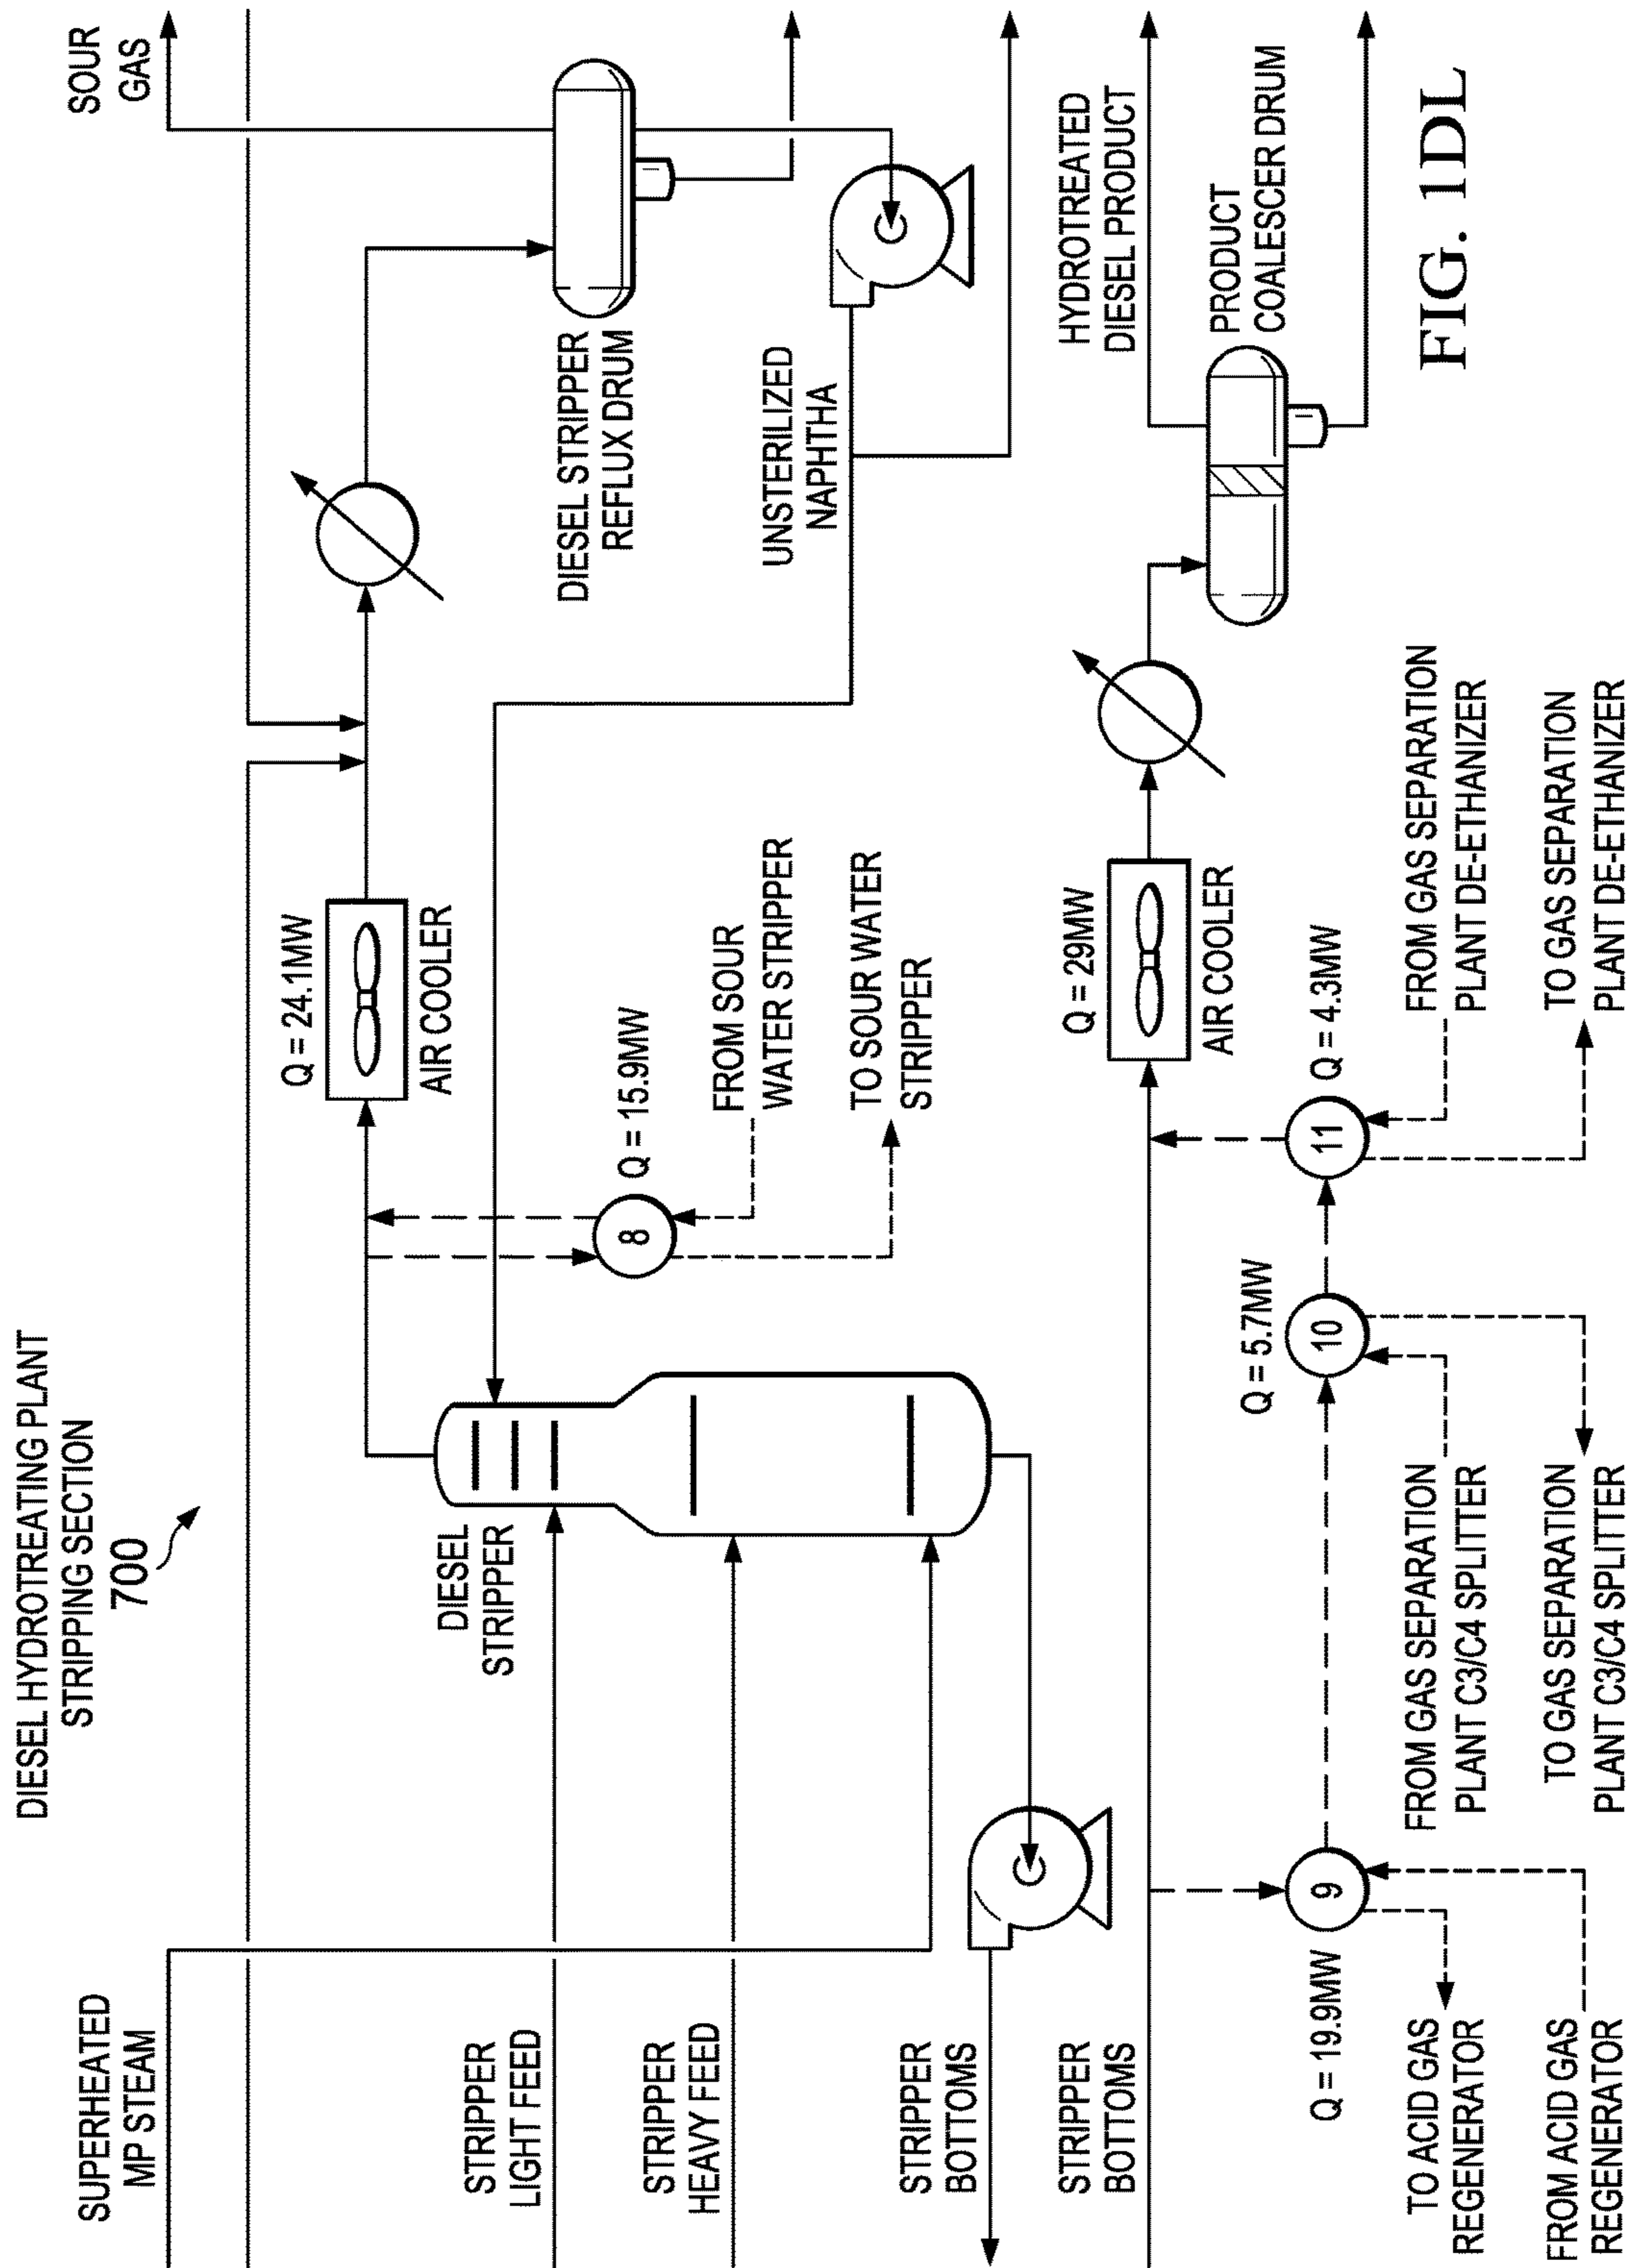 DIESEL HYDROTREATING PLANT
STRIPPING SECTION
700
SUPERHEATED
MP STEAM
SOUR
GAS
Q = 24.1MW
AIR COOLER
DIESEL
STRIPPER
STRIPPER
LIGHT FEED
STRIPPER
HEAVY FEED
8
Q = 15.9MW
FROM SOUR
WATER STRIPPER
TO SOUR WATER
STRIPPER
DIESEL STRIPPER
REFLUX DRUM
UNSTERILIZED
NAPHTHA
STRIPPER
BOTTOMS
STRIPPER
BOTTOMS
Q = 29MW
AIR COOLER
HYDROTREATED
DIESEL PRODUCT
PRODUCT
COALESCER DRUM
Q = 19.9MW
9
Q = 5.7MW
10
11
Q = 4.3MW
TO ACID GAS
REGENERATOR
FROM ACID GAS
REGENERATOR
FROM GAS SEPARATION
PLANT C3/C4 SPLITTER
TO GAS SEPARATION
PLANT C3/C4 SPLITTER
FROM GAS SEPARATION
PLANT DE-ETHANIZER
TO GAS SEPARATION
PLANT DE-ETHANIZER
FIG. 1DL